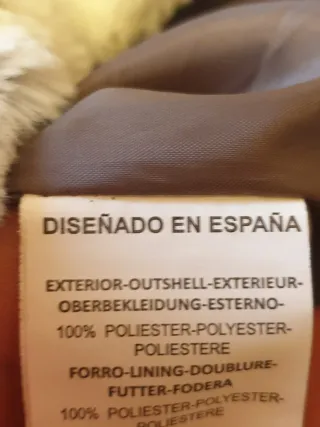 DISEÑADO EN ESPAÑA
EXTERIOR-OUTSHELL-EXTERIEUR-
OBERBEKLEIDUNG-ESTERNO-
100% POLIESTER-POLYESTER-
POLIESTERE
FORRO-LINING-DOUBLURE-
FUTTER-FODERA
100% POLIESTER-POLYESTER-
POLIESTERE